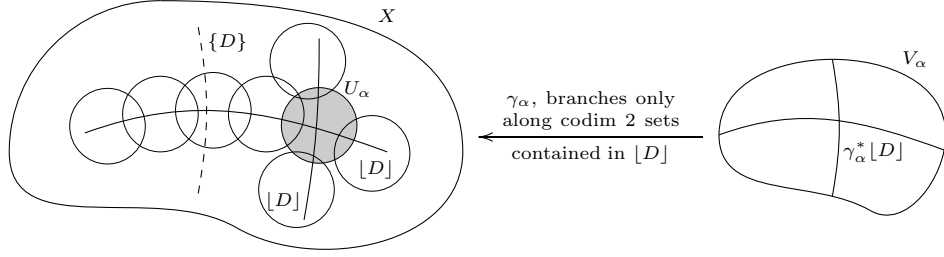 X
{D}
U_α
⌊D⌋
⌊D⌋
γ_α, branches only
along codim 2 sets
contained in ⌊D⌋
V_α
γ_α^*⌊D⌋